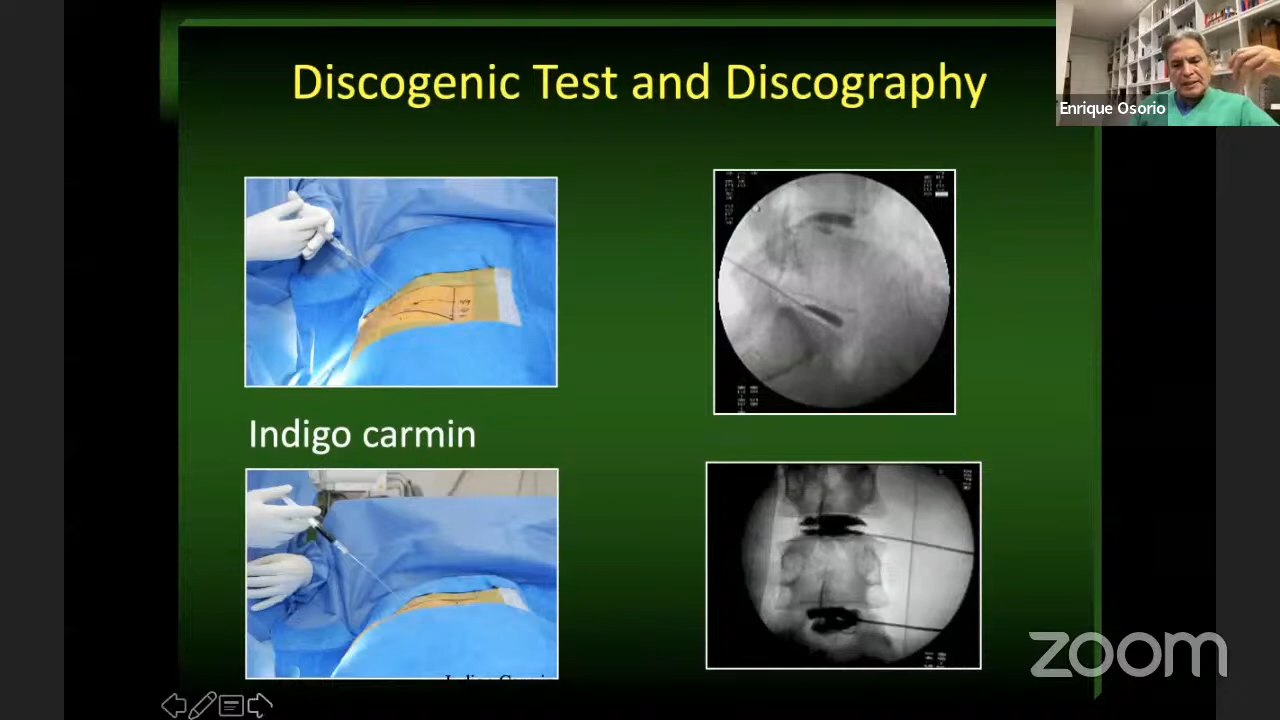 Discogenic Test and Discography
Enrique Osorio
Indigo carmin
zoom